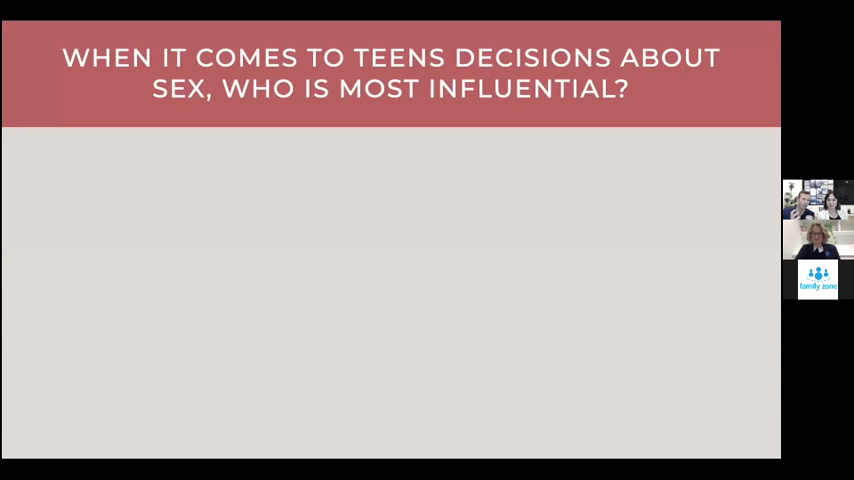 WHEN IT COMES TO TEENS DECISIONS ABOUT
SEX, WHO IS MOST INFLUENTIAL?
family zone